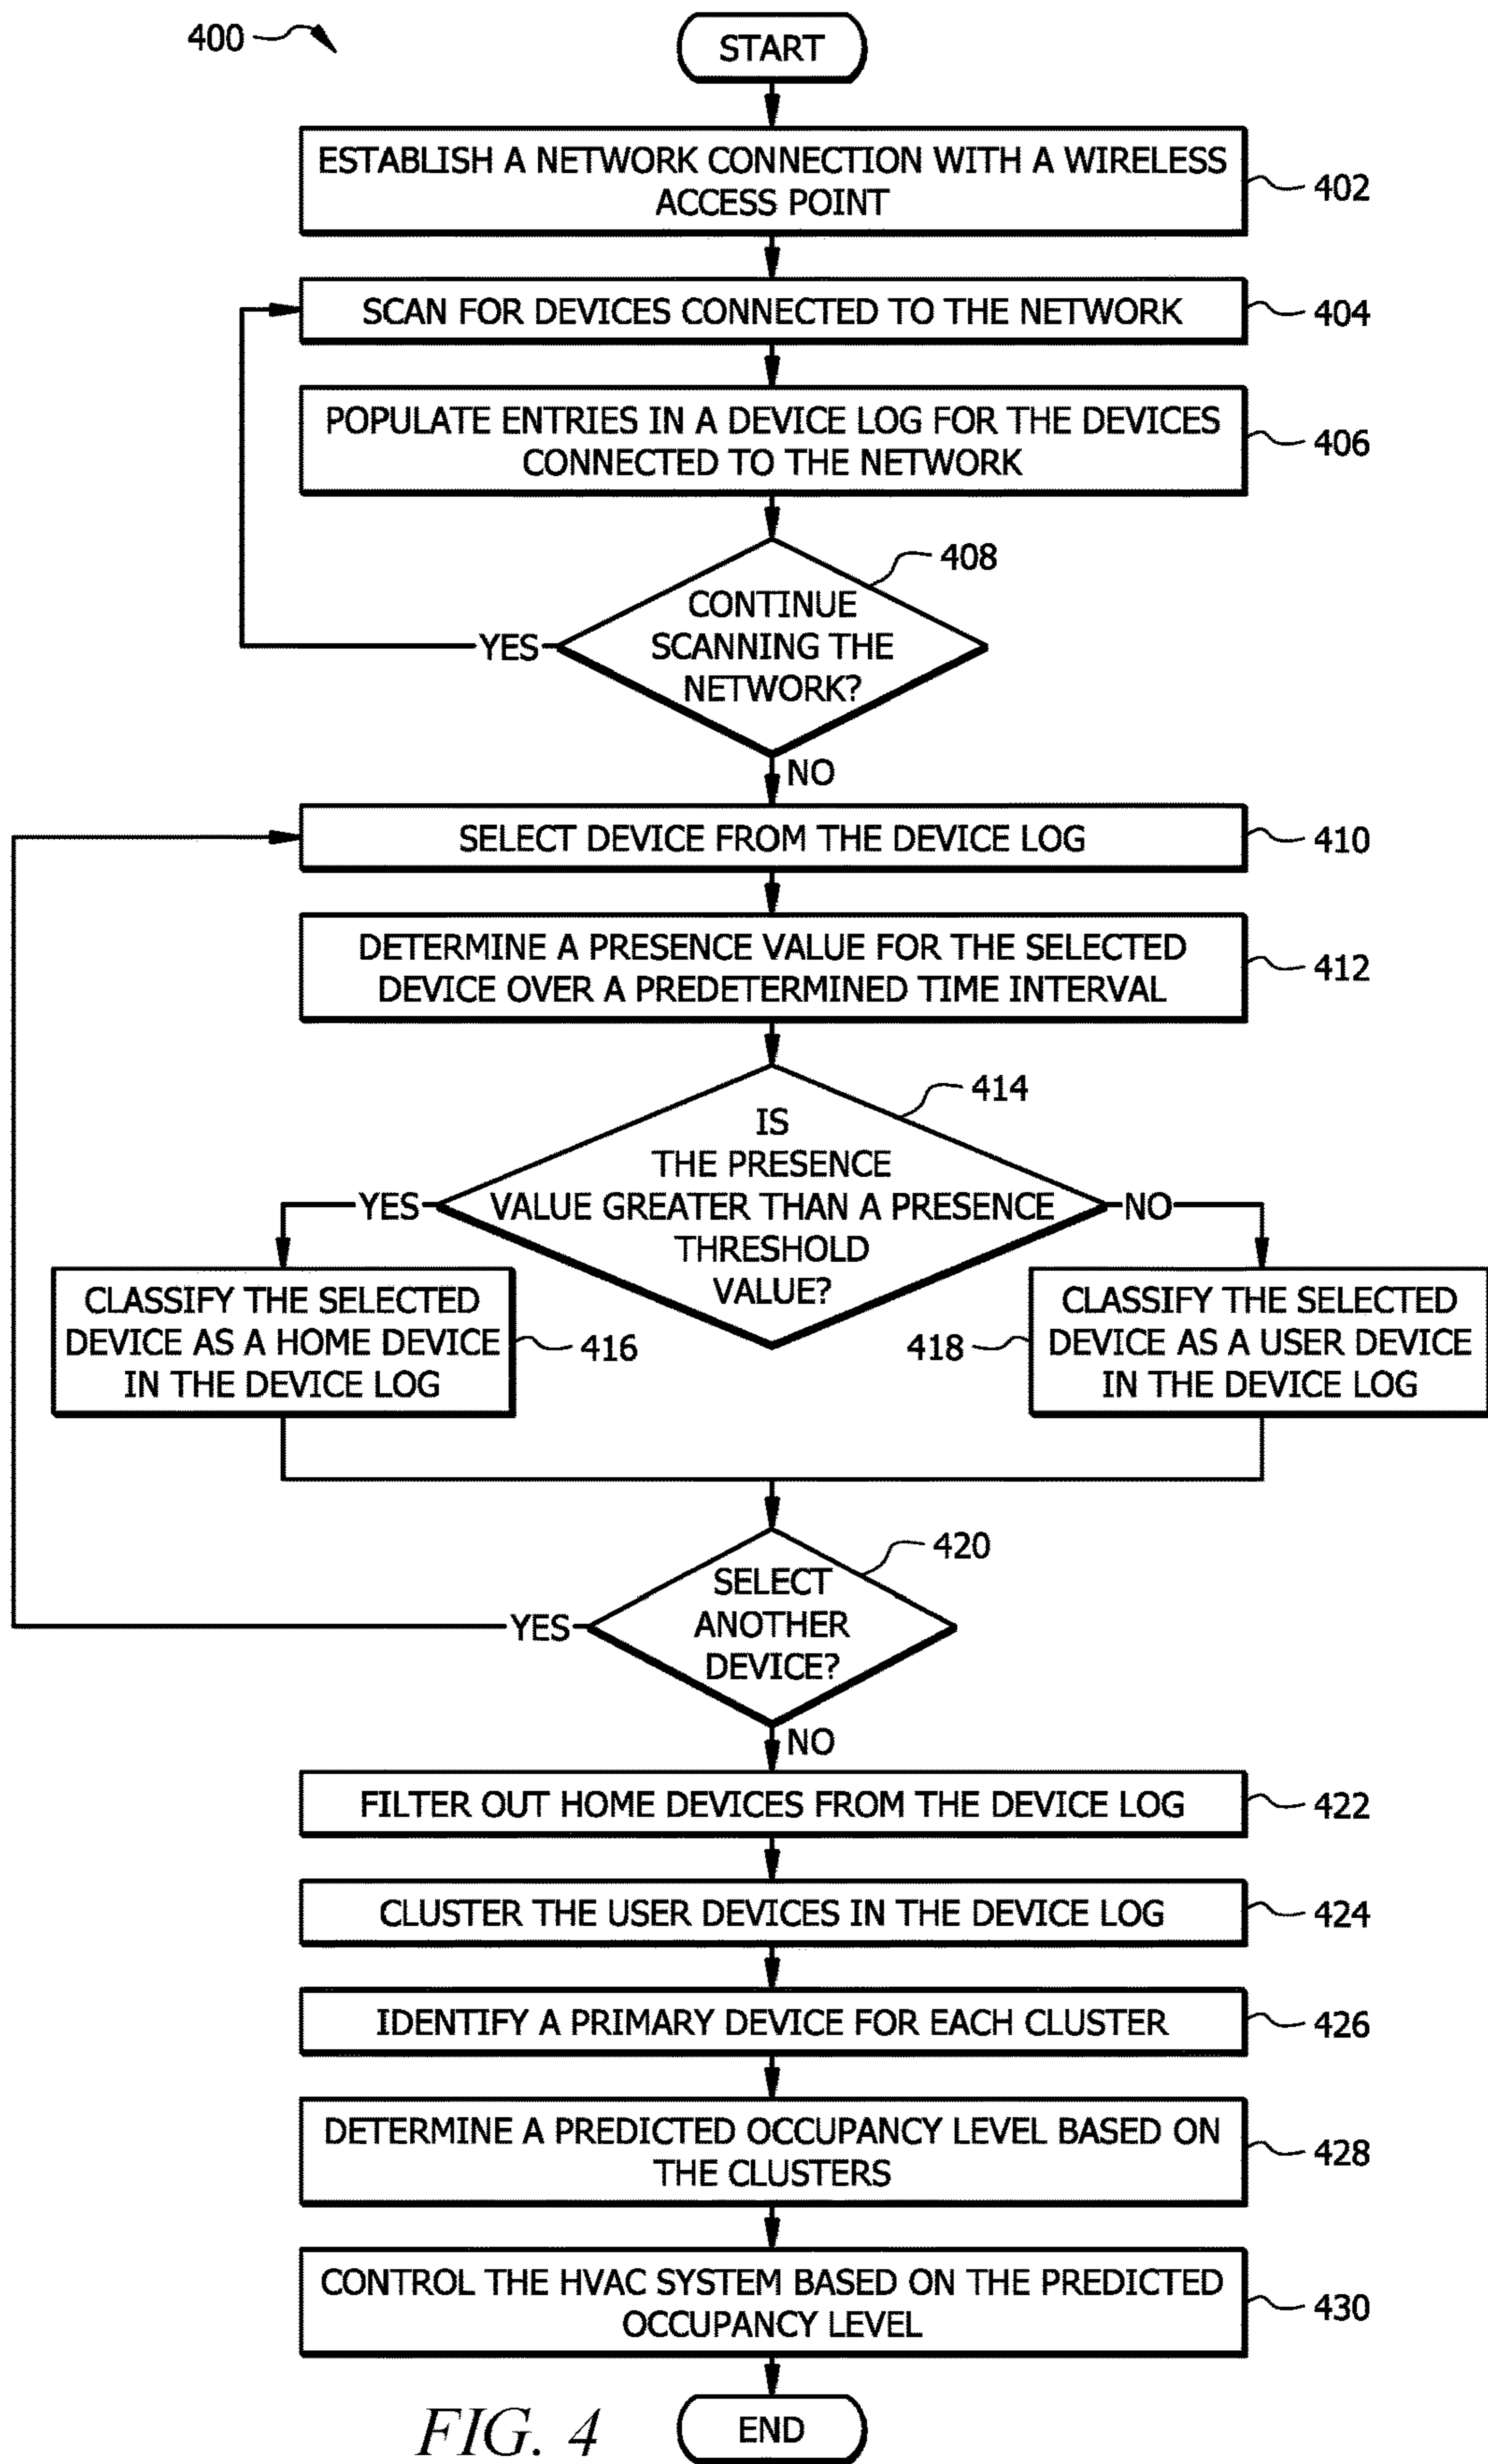 400
START
ESTABLISH A NETWORK CONNECTION WITH A WIRELESS
ACCESS POINT
402
SCAN FOR DEVICES CONNECTED TO THE NETWORK
404
POPULATE ENTRIES IN A DEVICE LOG FOR THE DEVICES
CONNECTED TO THE NETWORK
406
408
CONTINUE
SCANNING THE
NETWORK?
YES
NO
SELECT DEVICE FROM THE DEVICE LOG
410
DETERMINE A PRESENCE VALUE FOR THE SELECTED
DEVICE OVER A PREDETERMINED TIME INTERVAL
412
414
IS
THE PRESENCE
VALUE GREATER THAN A PRESENCE
THRESHOLD
VALUE?
YES
NO
CLASSIFY THE SELECTED
DEVICE AS A HOME DEVICE
IN THE DEVICE LOG
416
418
CLASSIFY THE SELECTED
DEVICE AS A USER DEVICE
IN THE DEVICE LOG
420
SELECT
ANOTHER
DEVICE?
YES
NO
FILTER OUT HOME DEVICES FROM THE DEVICE LOG
422
CLUSTER THE USER DEVICES IN THE DEVICE LOG
424
IDENTIFY A PRIMARY DEVICE FOR EACH CLUSTER
426
DETERMINE A PREDICTED OCCUPANCY LEVEL BASED ON
THE CLUSTERS
428
CONTROL THE HVAC SYSTEM BASED ON THE PREDICTED
OCCUPANCY LEVEL
430
END
FIG. 4